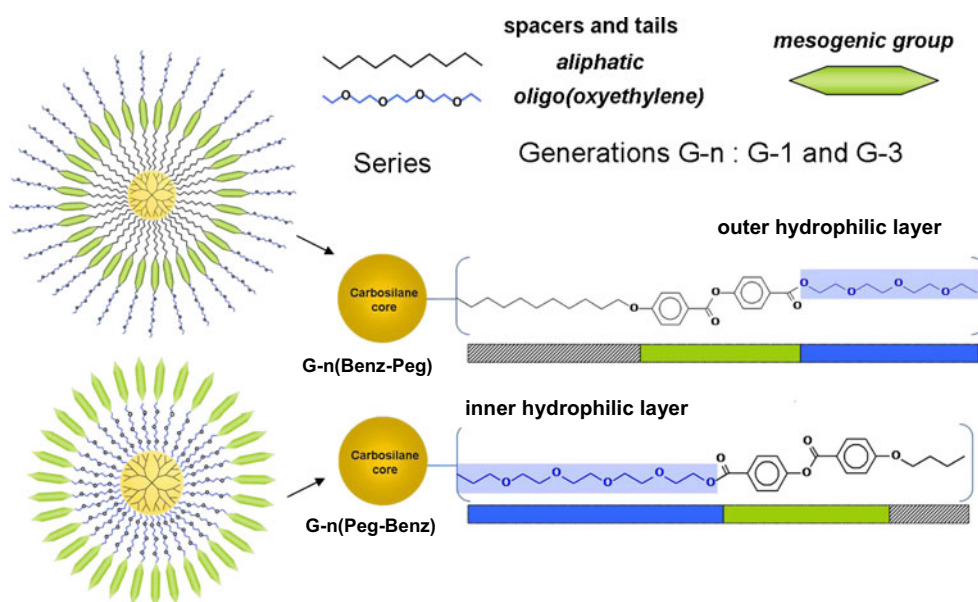 spacers and tails
aliphatic
O O O O
oligo(oxyethylene)
mesogenic group
Series
Generations G-n : G-1 and G-3
outer hydrophilic layer
Carbosilane
core
O O O O O O O O
G-n(Benz-Peg)
inner hydrophilic layer
Carbosilane
core
O O O O O O O O O
G-n(Peg-Benz)